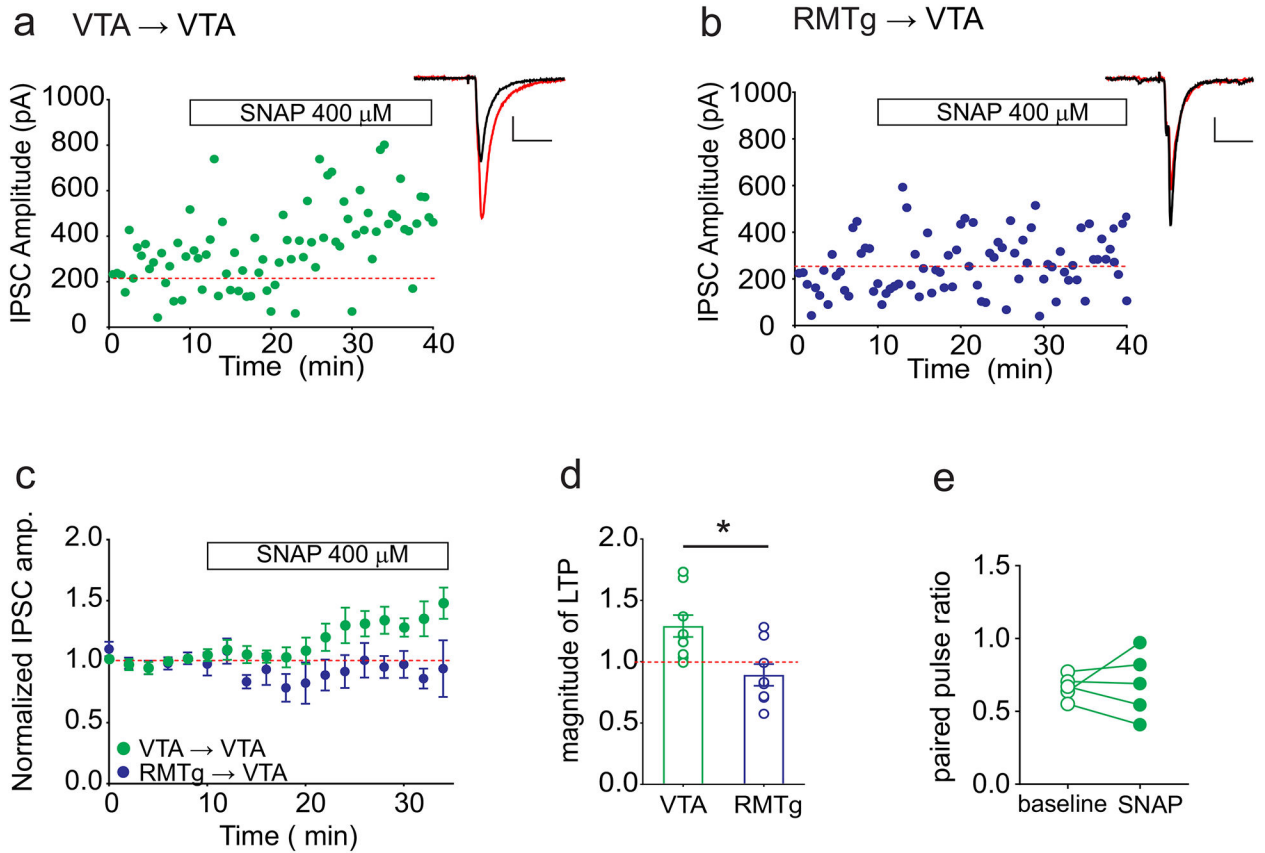 a VTA → VTA
IPSC Amplitude (pA)
1000
800
600
400
200
0
SNAP 400 μM
0 10 20 30 40
Time (min)
b RMTg → VTA
IPSC Amplitude (pA)
1000
800
600
400
200
0
SNAP 400 μM
0 10 20 30 40
Time (min)
c
Normalized IPSC amp.
2.0
1.5
1.0
0.5
0.0
SNAP 400 μM
VTA → VTA
RMTg → VTA
0 10 20 30
Time ( min)
d
magnitude of LTP
2.0
1.5
1.0
0.5
0.0
*
VTA RMTg
e
paired pulse ratio
1.5
1.0
0.5
0.0
baseline SNAP